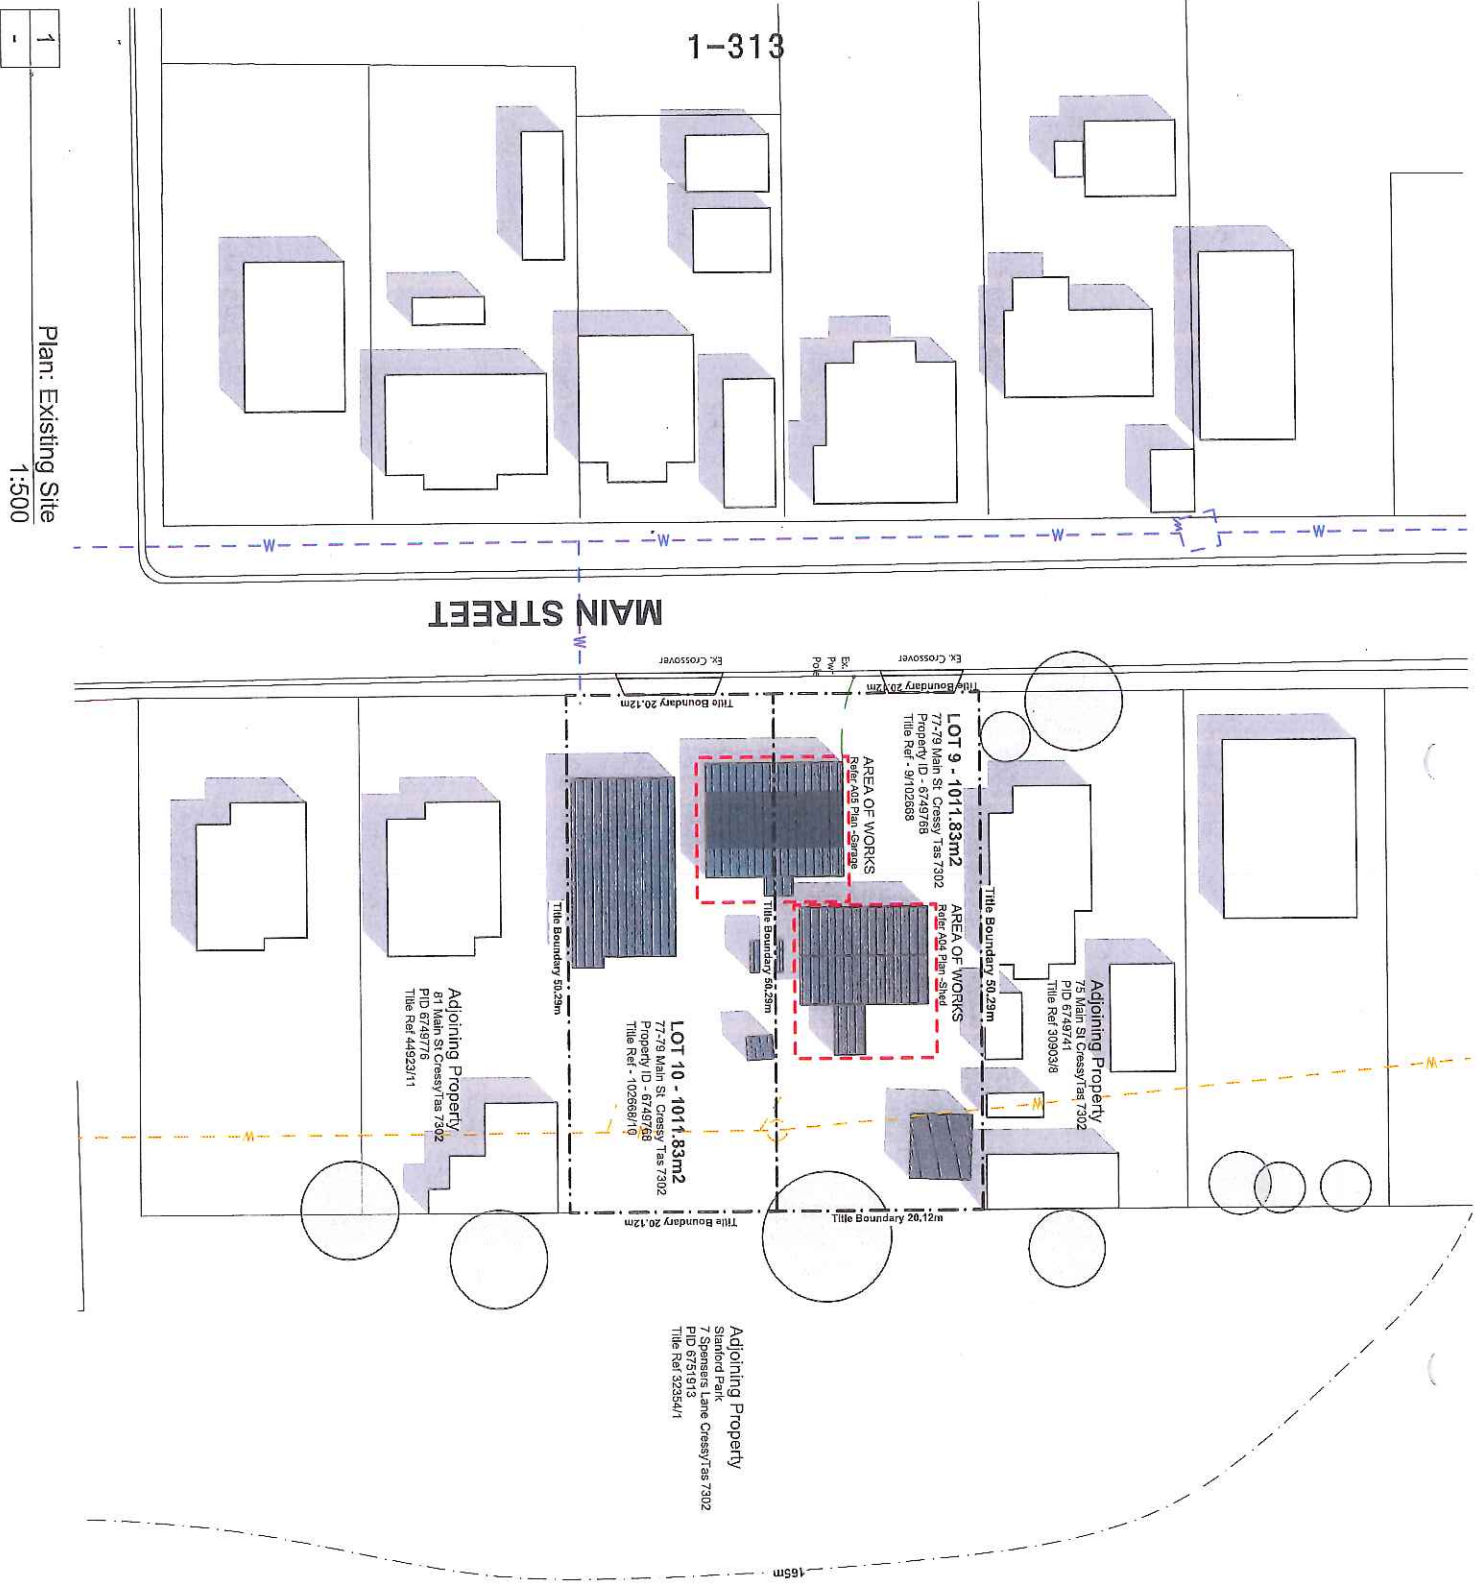 1-313
1
-
Plan: Existing Site
1:500
W
W
W
W
MAIN STREET
W
Ex. Crossover
Ex. Crossover
Ex.
Pwr
Pole
Title Boundary 20.12m
Title Boundary 20.12m
LOT 9 - 1011.83m2
77-79 Main St Cressy Tas 7302
Property ID - 6749768
Title Ref - 9/102668
AREA OF WORKS
Refer A05 Plan -Garage
AREA OF WORKS
Refer A04 Plan -Shed
Title Boundary 50.29m
Title Boundary 50.29m
Title Boundary 50.29m
Adjoining Property
75 Main St CressyTas 7302
PID 6749741
Title Ref 30903/8
Adjoining Property
81 Main St CressyTas 7302
PID 6749776
Title Ref 44923/11
LOT 10 - 1011.83m2
77-79 Main St Cressy Tas 7302
Property ID - 6749768
Title Ref - 102668/10
Title Boundary 20.12m
Title Boundary 20.12m
Adjoining Property
Stanford Park
7 Spensers Lane CressyTas 7302
PID 6751913
Title Ref 32354/1
165m